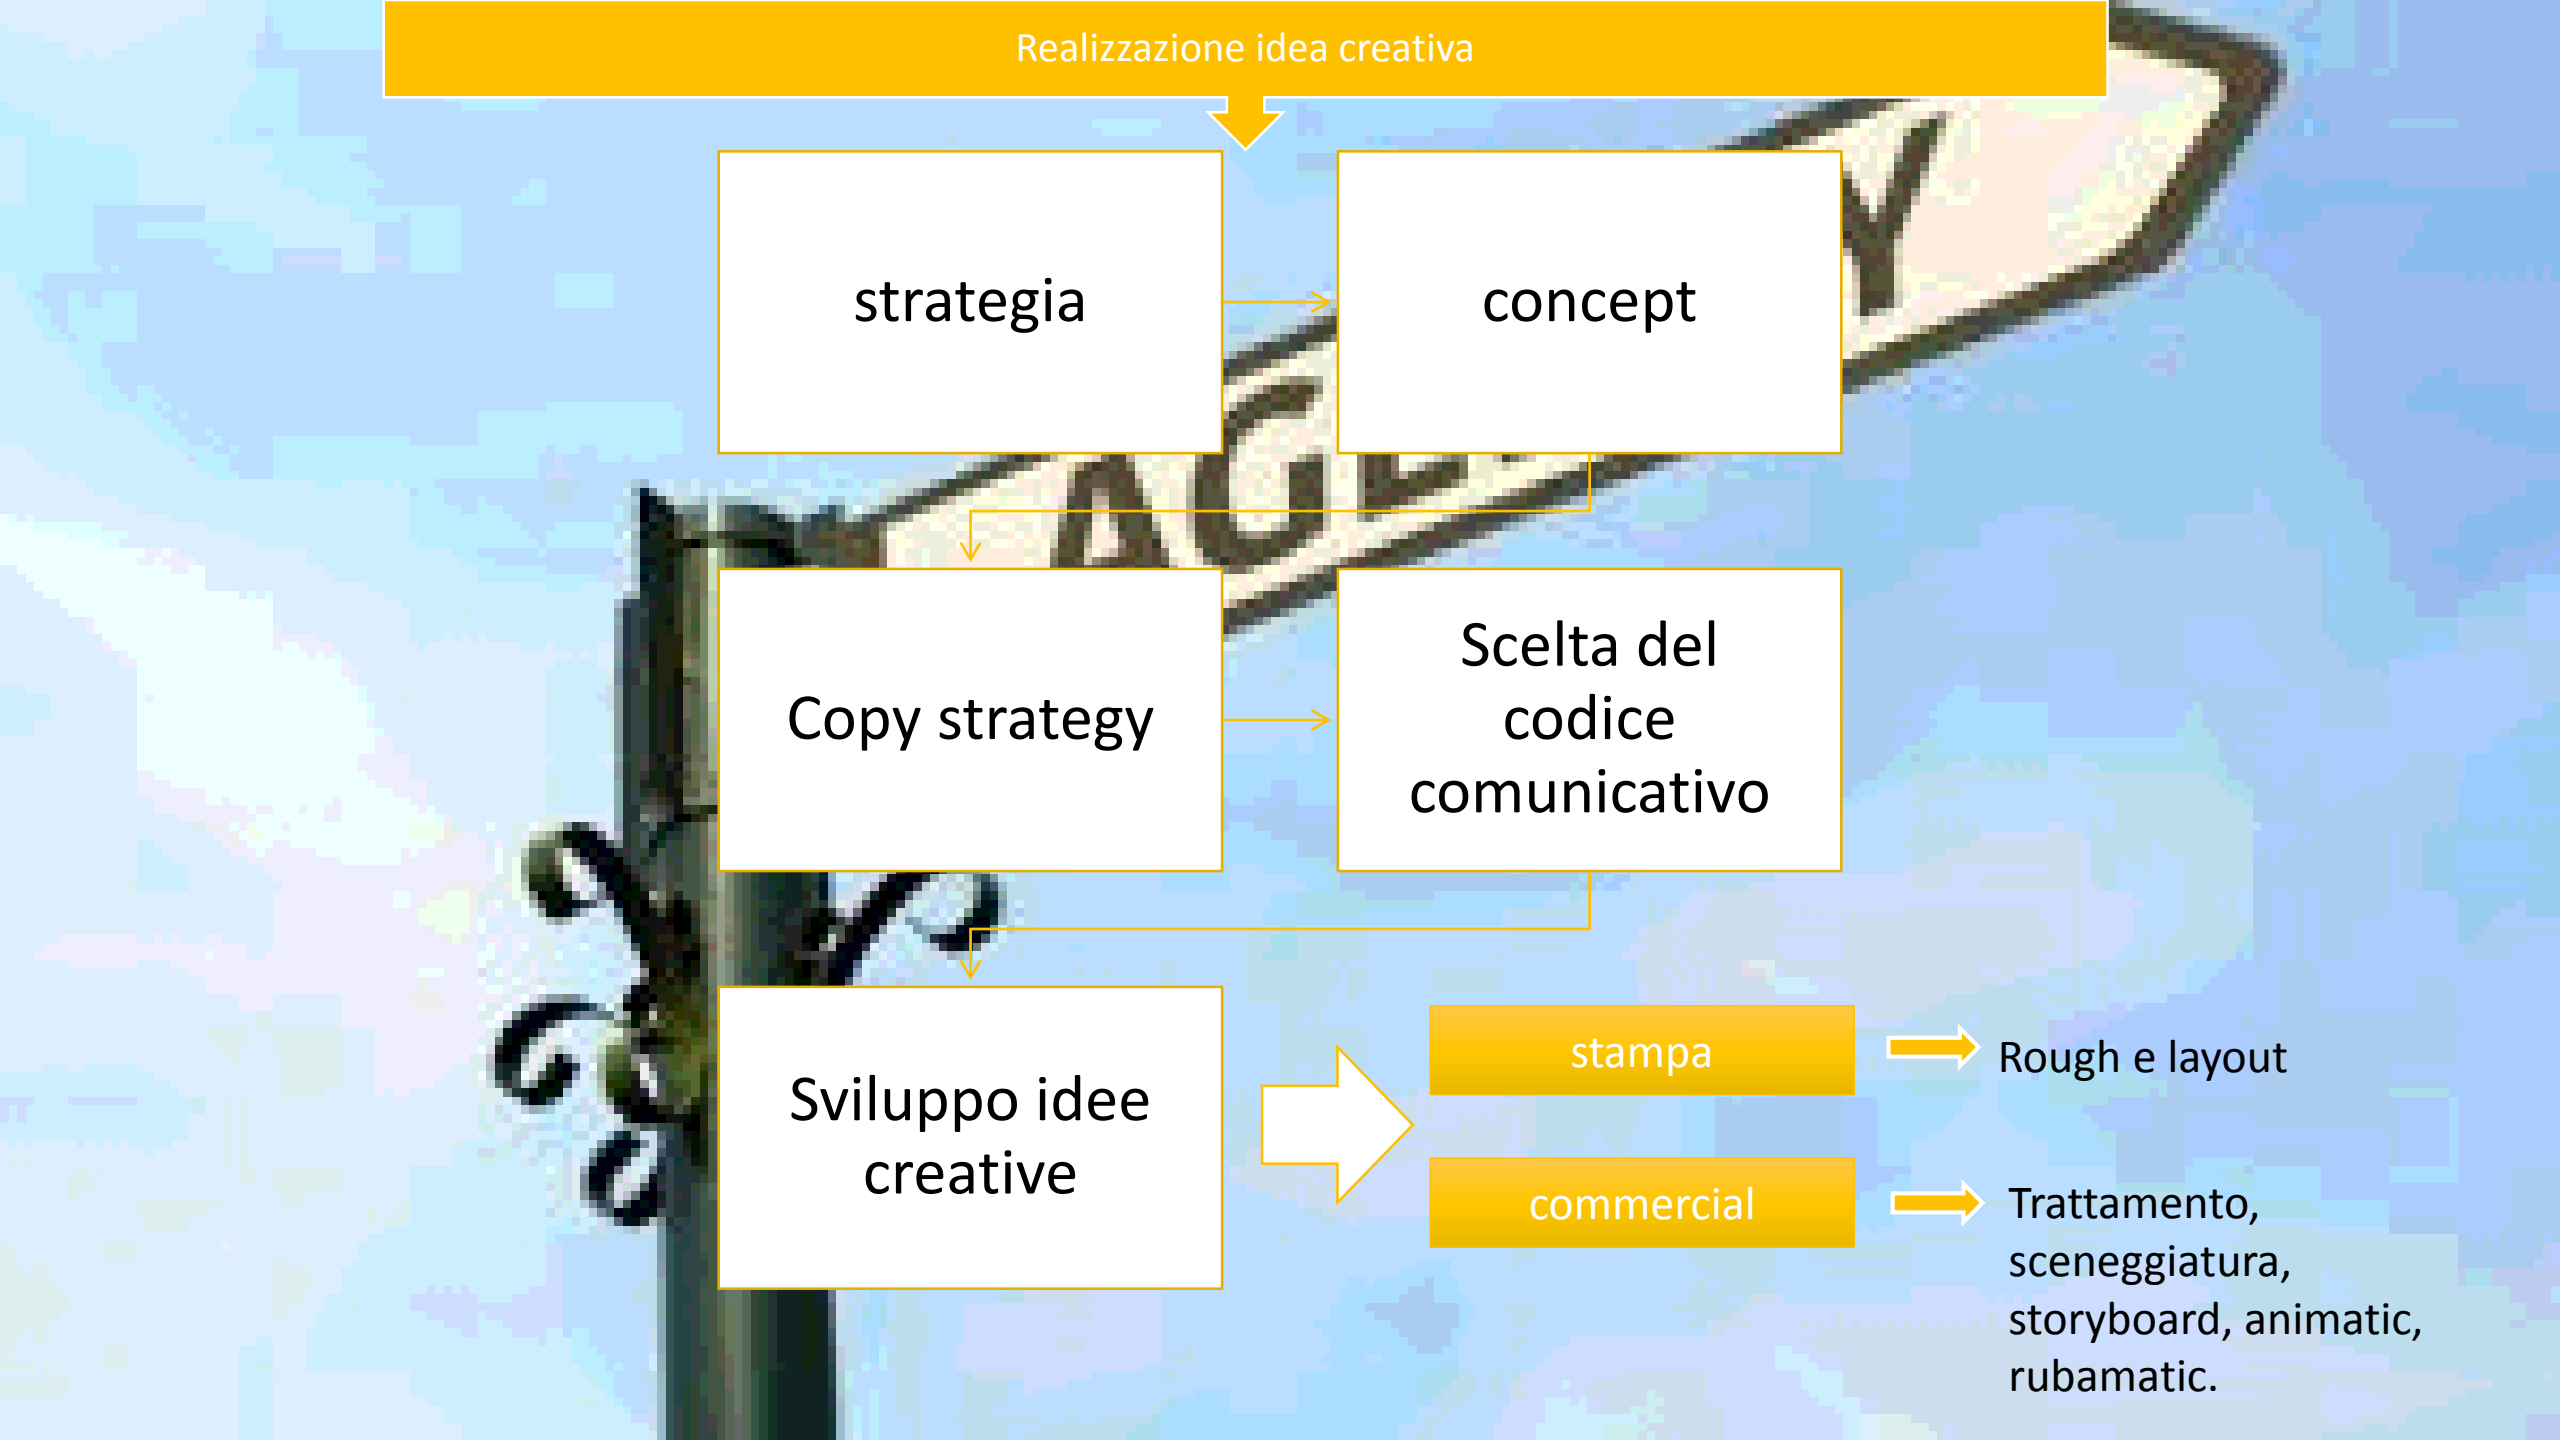 Realizzazione idea creativa
strategia
concept
Copy strategy
Scelta del
codice
comunicativo
Sviluppo idee
creative
stampa
Rough e layout
commercial
Trattamento,
sceneggiatura,
storyboard, animatic,
rubamatic.